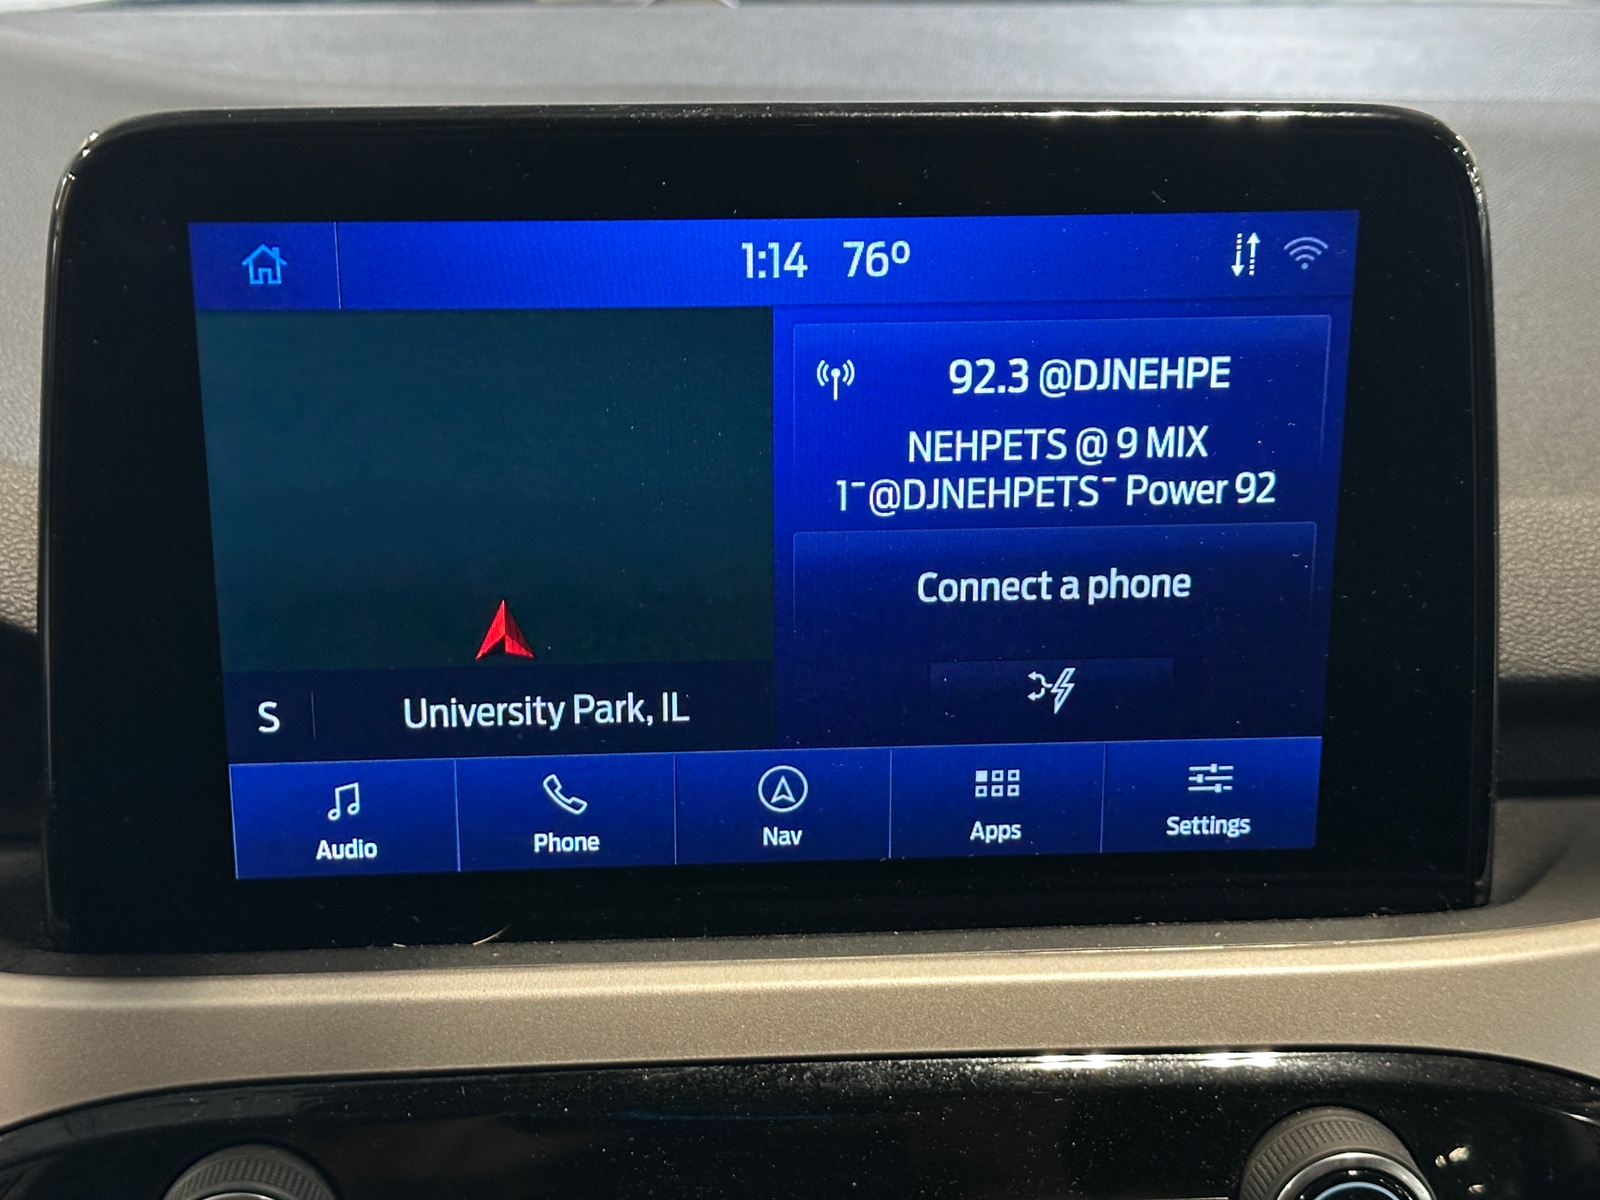 1:14 76º
92.3 @DJNEHPE
NEHPETS @ 9 MIX
1⁻@DJNEHPETS⁻ Power 92
Connect a phone
S University Park, IL
Audio Phone Nav Apps Settings